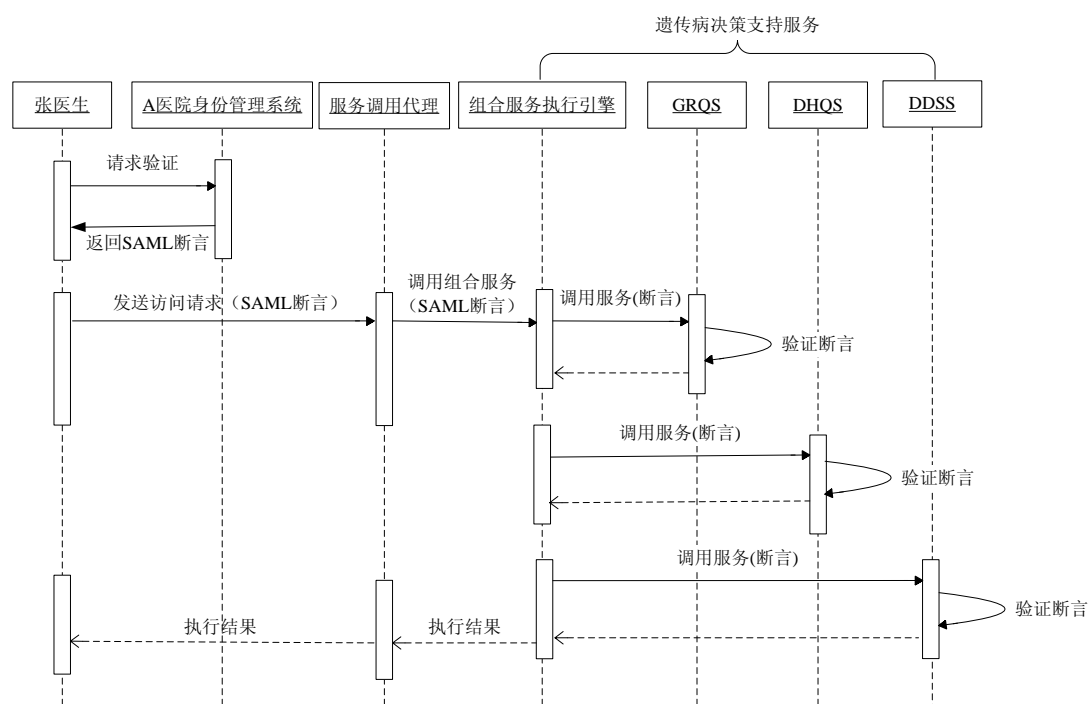 遗传病决策支持服务
张医生
A医院身份管理系统
服务调用代理
组合服务执行引擎
GRQS
DHQS
DDSS
请求验证
返回SAML断言
发送访问请求（SAML断言）
调用组合服务
（SAML断言）
调用服务(断言)
验证断言
调用服务(断言)
验证断言
调用服务(断言)
验证断言
执行结果
执行结果